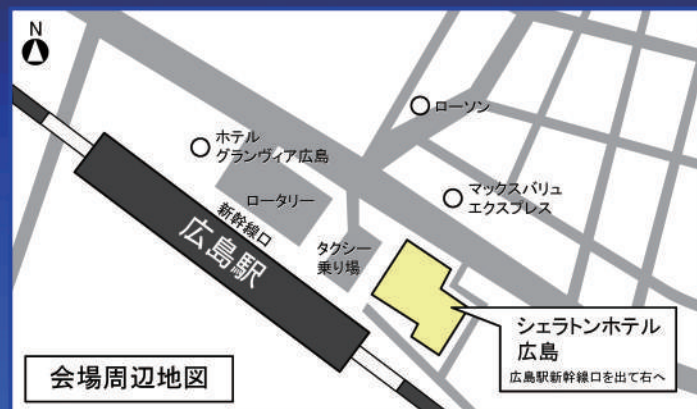 N
ローソン
ホテル
グランヴィア広島
マックスバリュ
エクスプレス
ロータリー
新幹線口
広島駅
タクシー
乗り場
シェラトンホテル
広島
広島駅新幹線口を出て右へ
会場周辺地図